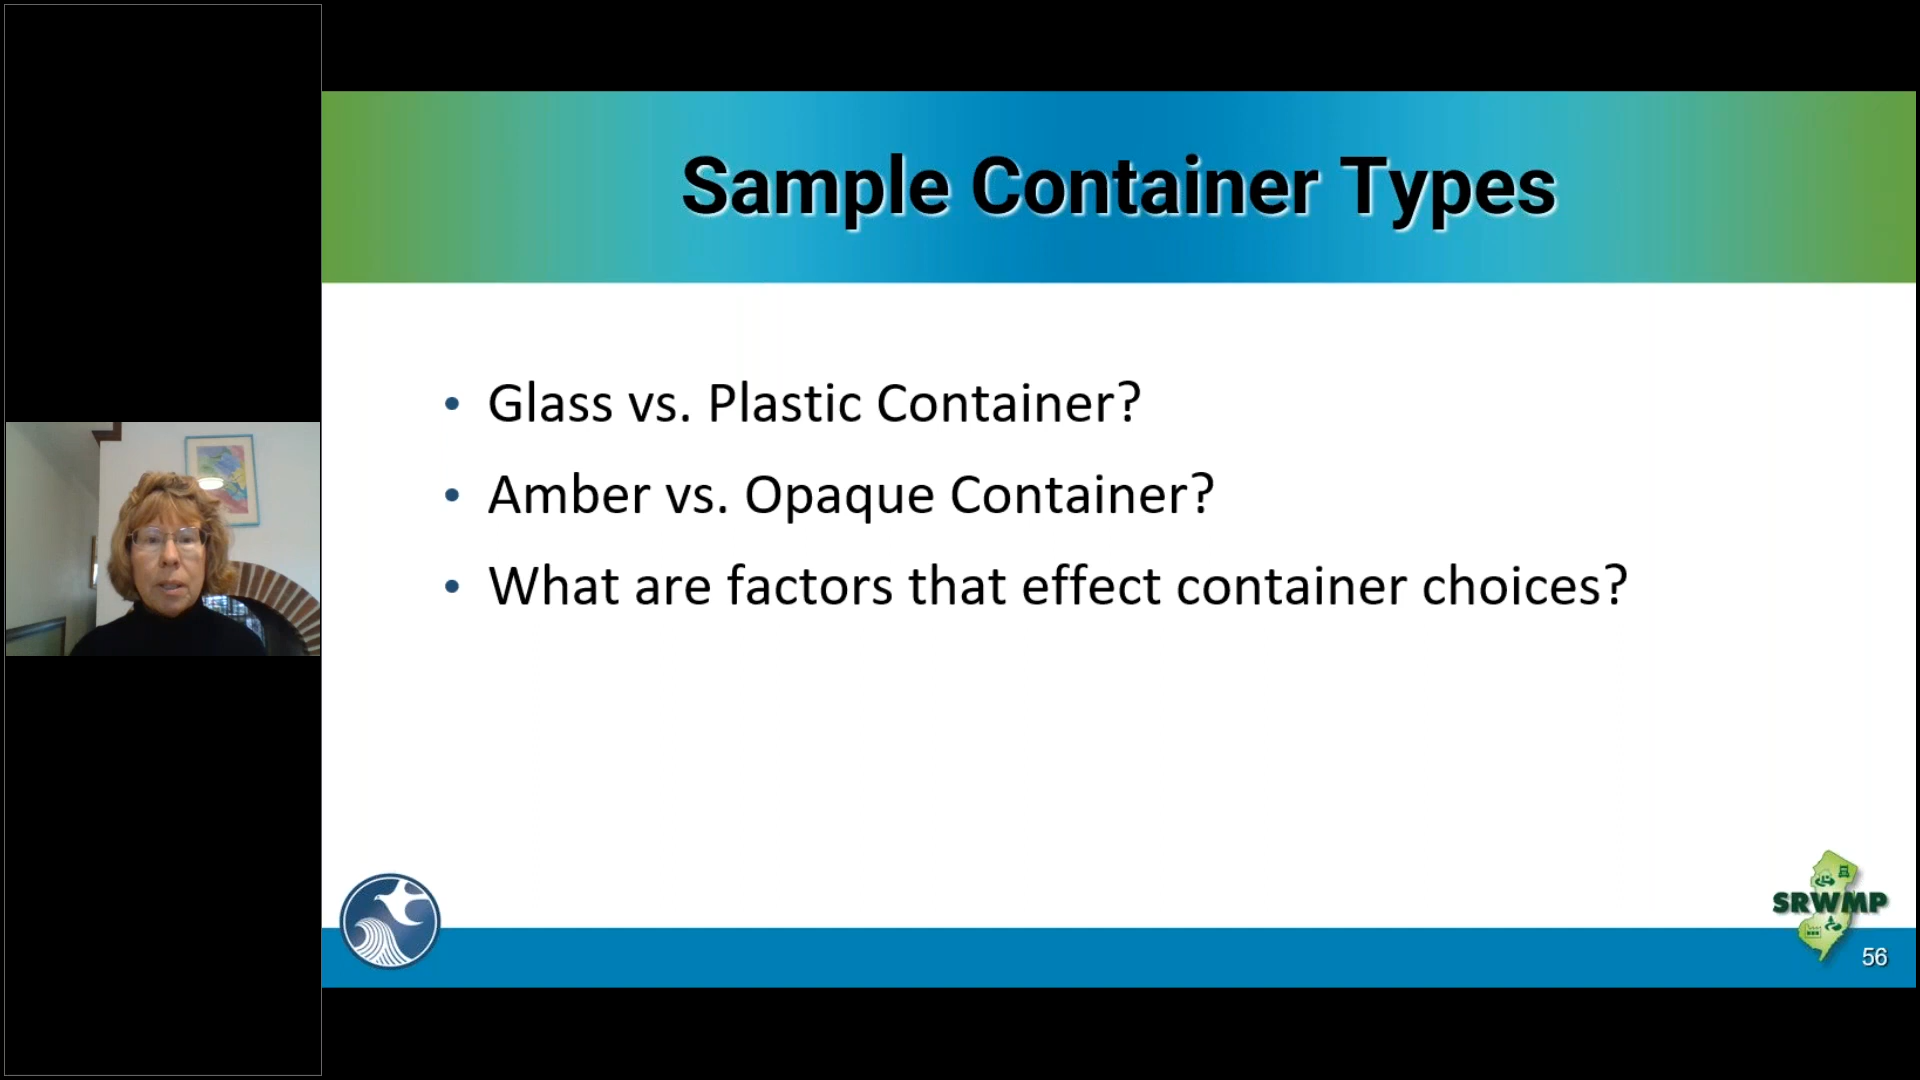 Sample Container Types
• Glass vs. Plastic Container?
• Amber vs. Opaque Container?
• What are factors that effect container choices?
SRWMP
56